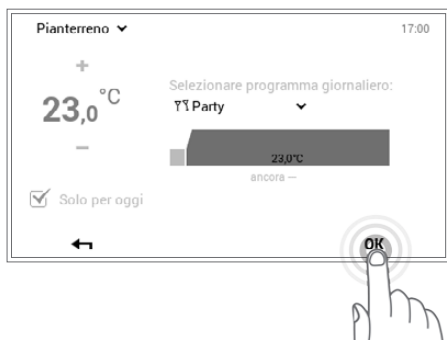 Pianterreno
17:00
+
23,0 °C
−
Selezionare programma giornaliero:
Party
23,0°C
ancora --
Solo per oggi
OK